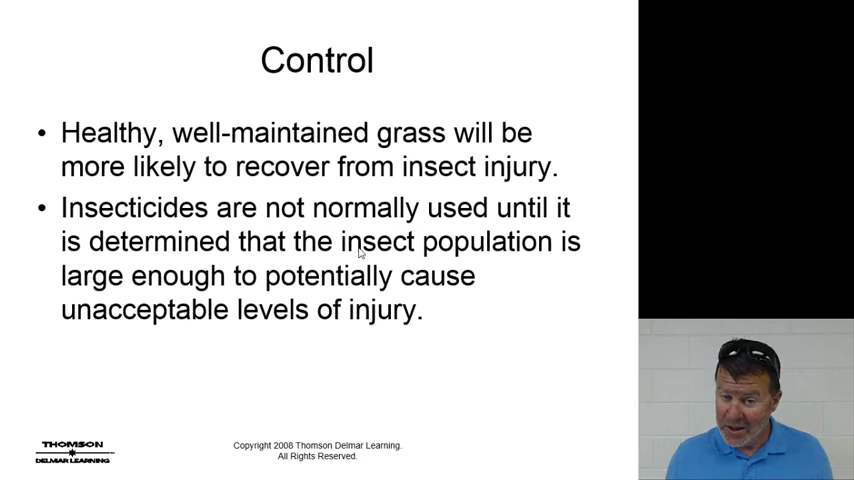 Control
• Healthy, well-maintained grass will be
more likely to recover from insect injury.
• Insecticides are not normally used until it
is determined that the insect population is
large enough to potentially cause
unacceptable levels of injury.
THOMSON
DELMAR LEARNING
Copyright 2008 Thomson Delmar Learning.
All Rights Reserved.